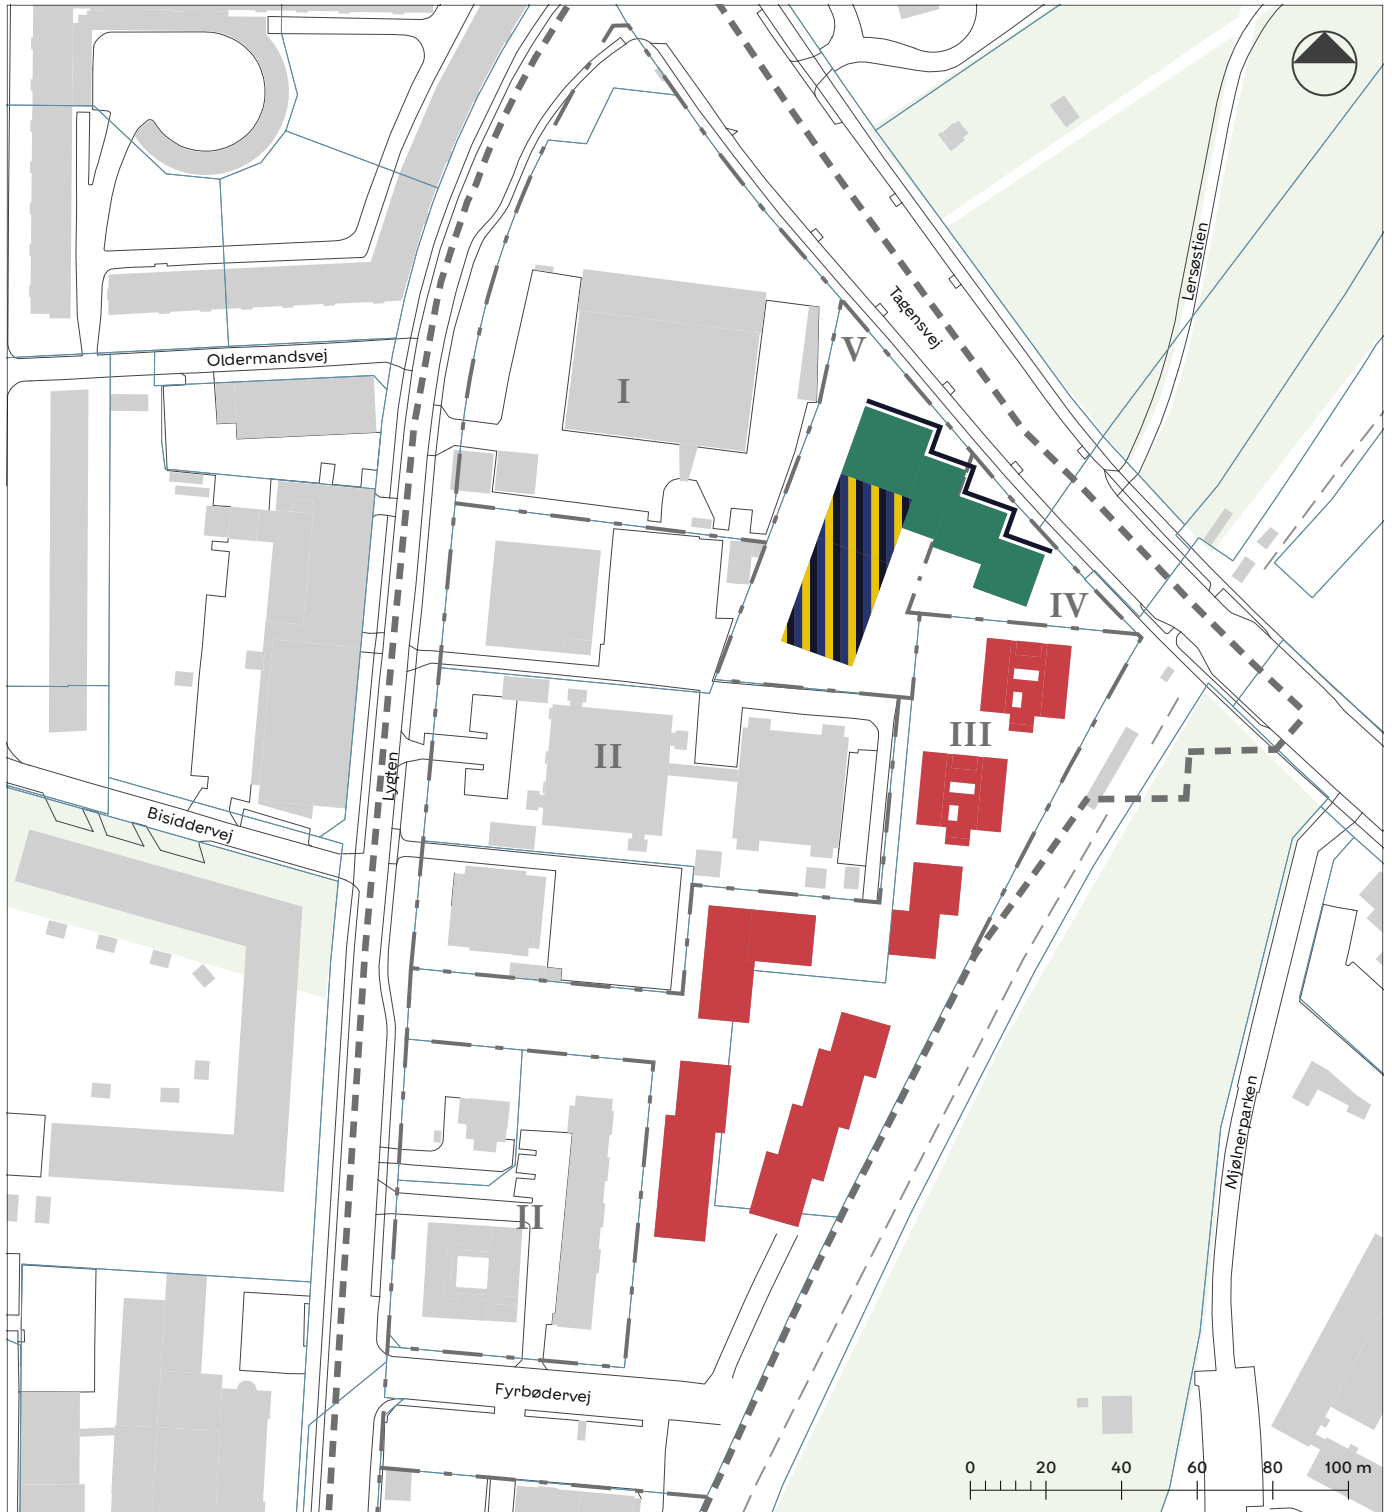 Lersøstien
Tagensvej
V
Oldermandsvej
I
IV
III
II
Lygten
Bisiddervej
Mjølnerparken
II
Fyrbødervej
0 20 40 60 80 100 m